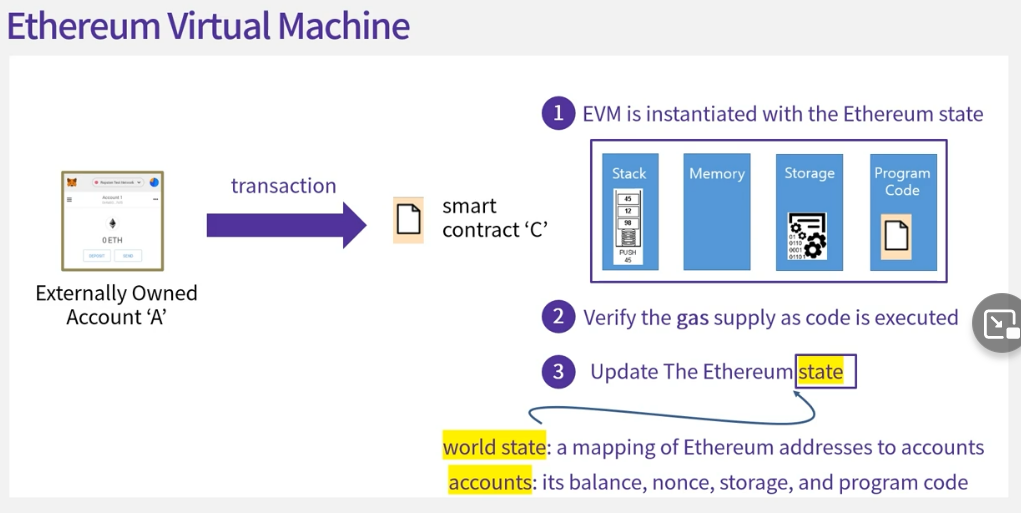 Ethereum Virtual Machine
transaction
Account 1
0 ETH
DEPOSIT
SEND
Externally Owned
Account ‘A’
smart
contract ‘C’
1 EVM is instantiated with the Ethereum state
Stack
45
12
98
PUSH
45
Memory
Storage
01
0110
0001
01101
Program
Code
2 Verify the gas supply as code is executed
3 Update The Ethereum state
world state: a mapping of Ethereum addresses to accounts
accounts: its balance, nonce, storage, and program code